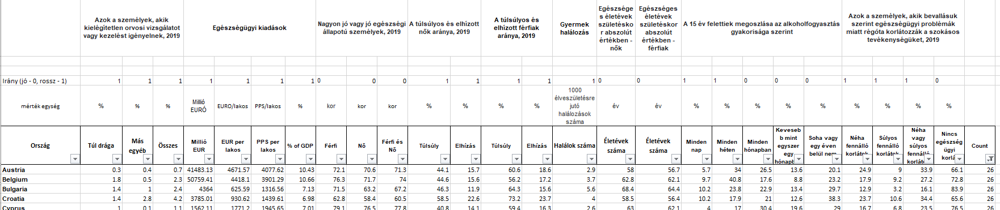 Azok a személyek, akik kielégítetlen orvosi vizsgálatot vagy kezelést igényelnek, 2019 Egészségügyi kiadások Nagyon jó vagy jó egészségi állapotú személyek, 2019 A túlsúlyos és elhízott nők aránya, 2019 A túlsúlyos és elhízott férfiak aránya, 2019 Gyermek halálozás Egészséges életévek születéskor abszolút értékben - nők Egészséges életévek születéskor abszolút értékben - férfiak A 15 év felettiek megoszlása az alkoholfogyasztás gyakorisága szerint Azok a személyek, akik bevallásuk szerint egészségügyi problémák miatt régóta korlátozzák a szokásos tevékenységüket, 2019
Irány (jó - 0, rossz - 1) 1 1 1 1 1 1 1 0 0 0 1 1 1 1 1 0 0 1 1 0 0 0 1 1 1 0
mérték egység % % % Millió EURÓ EURO/lakos PPS/lakos % kor kor kor % % % % 1000 élveszületésre jutó halálozások száma év év % % % % % % % % %
Ország Túl drága Más egyéb Összes Millió EUR EUR per lakos PPS per lakos % of GDP Férfi Nő Férfi és Nő Túlsúly Elhízás Túlsúly Elhízás Halálok száma Életévek száma Életévek száma Minden nap Minden héten Minden hónapban Kevesebb mint egyszer egy Soha vagy egy éven belül nem Néha fennálló Súlyos fennálló Néha vagy súlyos fennálló Nincs egészségügyi Count
Austria 0.3 0.4 0.7 41483.13 4671.57 4077.62 10.43 72.1 70.6 71.3 44.1 15.7 60.6 18.6 2.9 58 56.7 5.7 34 26.5 13.6 20.1 24.9 9 33.9 66.1 26
Belgium 1.8 0.5 2.3 50759.41 4418.1 3901.29 10.66 76.3 71.7 74 44.6 15.6 56.2 17.2 3.7 62.8 62.1 9.7 40.8 17.6 8.8 23.2 17.9 9.2 27.2 72.8 26
Bulgaria 1.4 1 2.4 4364 625.59 1316.56 7.13 71.5 63.2 67.2 46.3 11.9 64.3 15.6 5.6 68.4 64.4 10.2 23.8 22.9 13.4 29.7 12.9 3.2 16.1 83.9 26
Croatia 1.4 2.8 4.2 3785.01 930.62 1439.61 6.98 62.8 58.4 60.5 58.5 22.6 73.2 23.7 4 58.5 56.4 10.2 17.9 21 12.6 38.3 23.7 10.6 34.4 65.6 26
Cyprus 1 0.1 1.1 1562.11 1771.2 1945.65 7.01 79.1 76.5 77.8 40.8 14.1 59.4 16.3 2.6 63 62.1 4 17 30.4 19.6 29 16.7 6.8 23.5 76.5 26